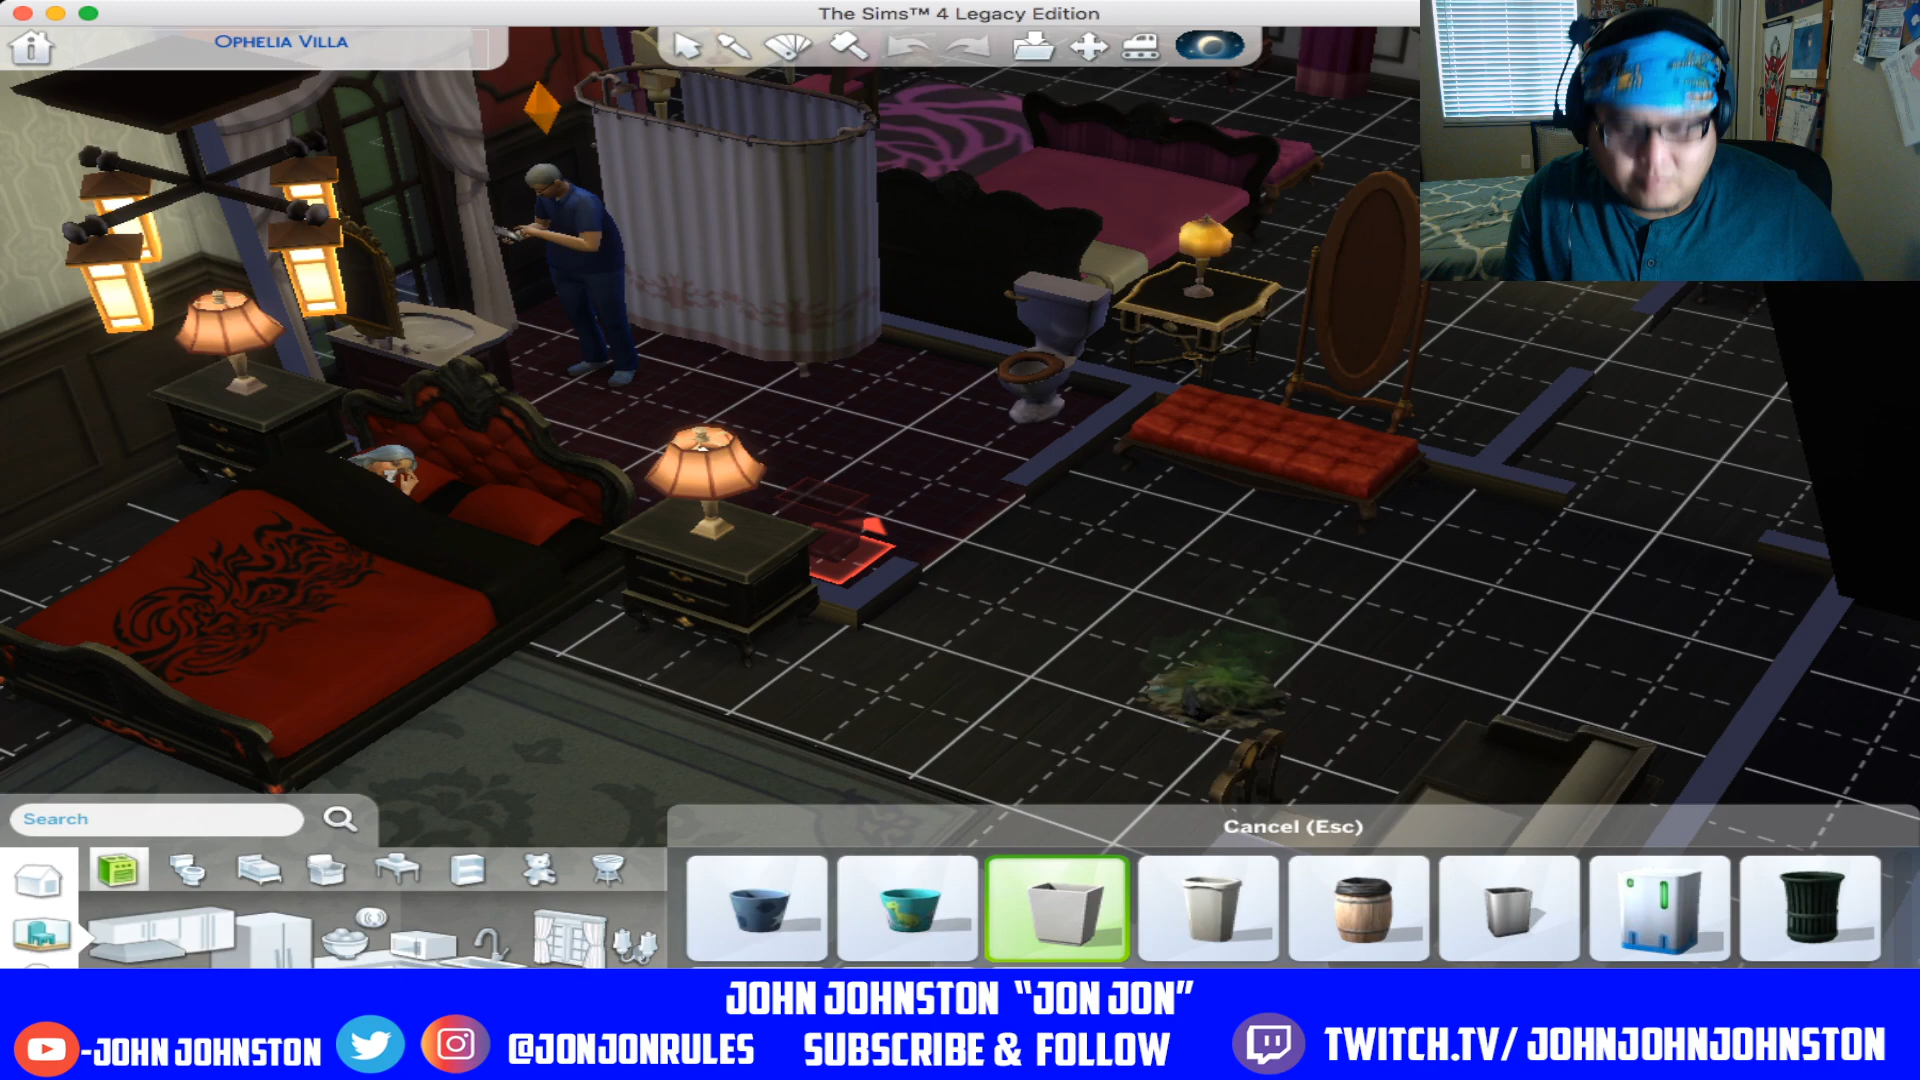 The Sims™ 4 Legacy Edition
OPHELIA VILLA
Search
Cancel (Esc)
JOHN JOHNSTON “JON JON”
-JOHN JOHNSTON
@JONJONRULES
SUBSCRIBE & FOLLOW
TWITCH.TV/ JOHNJOHNJOHNSTON